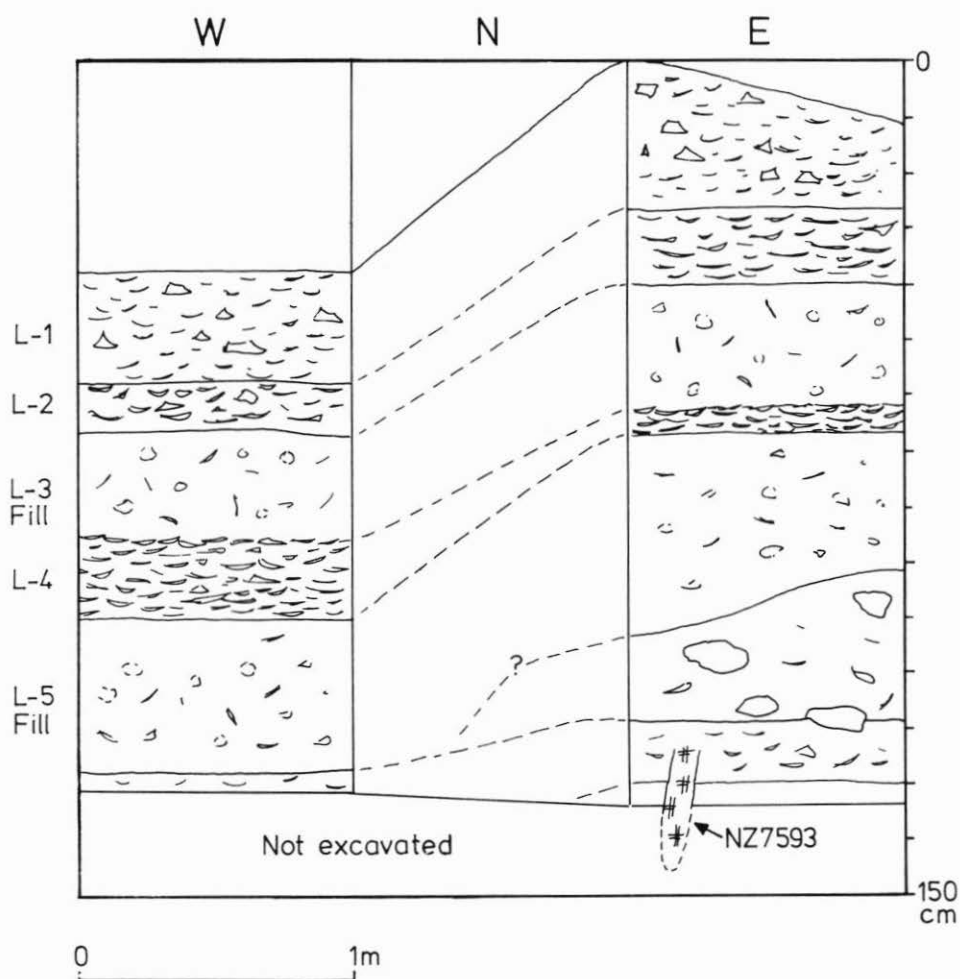 W N E
0
L-1
L-2
L-3
Fill
L-4
?
L-5
Fill
NZ7593
Not excavated
150
cm
0 1m